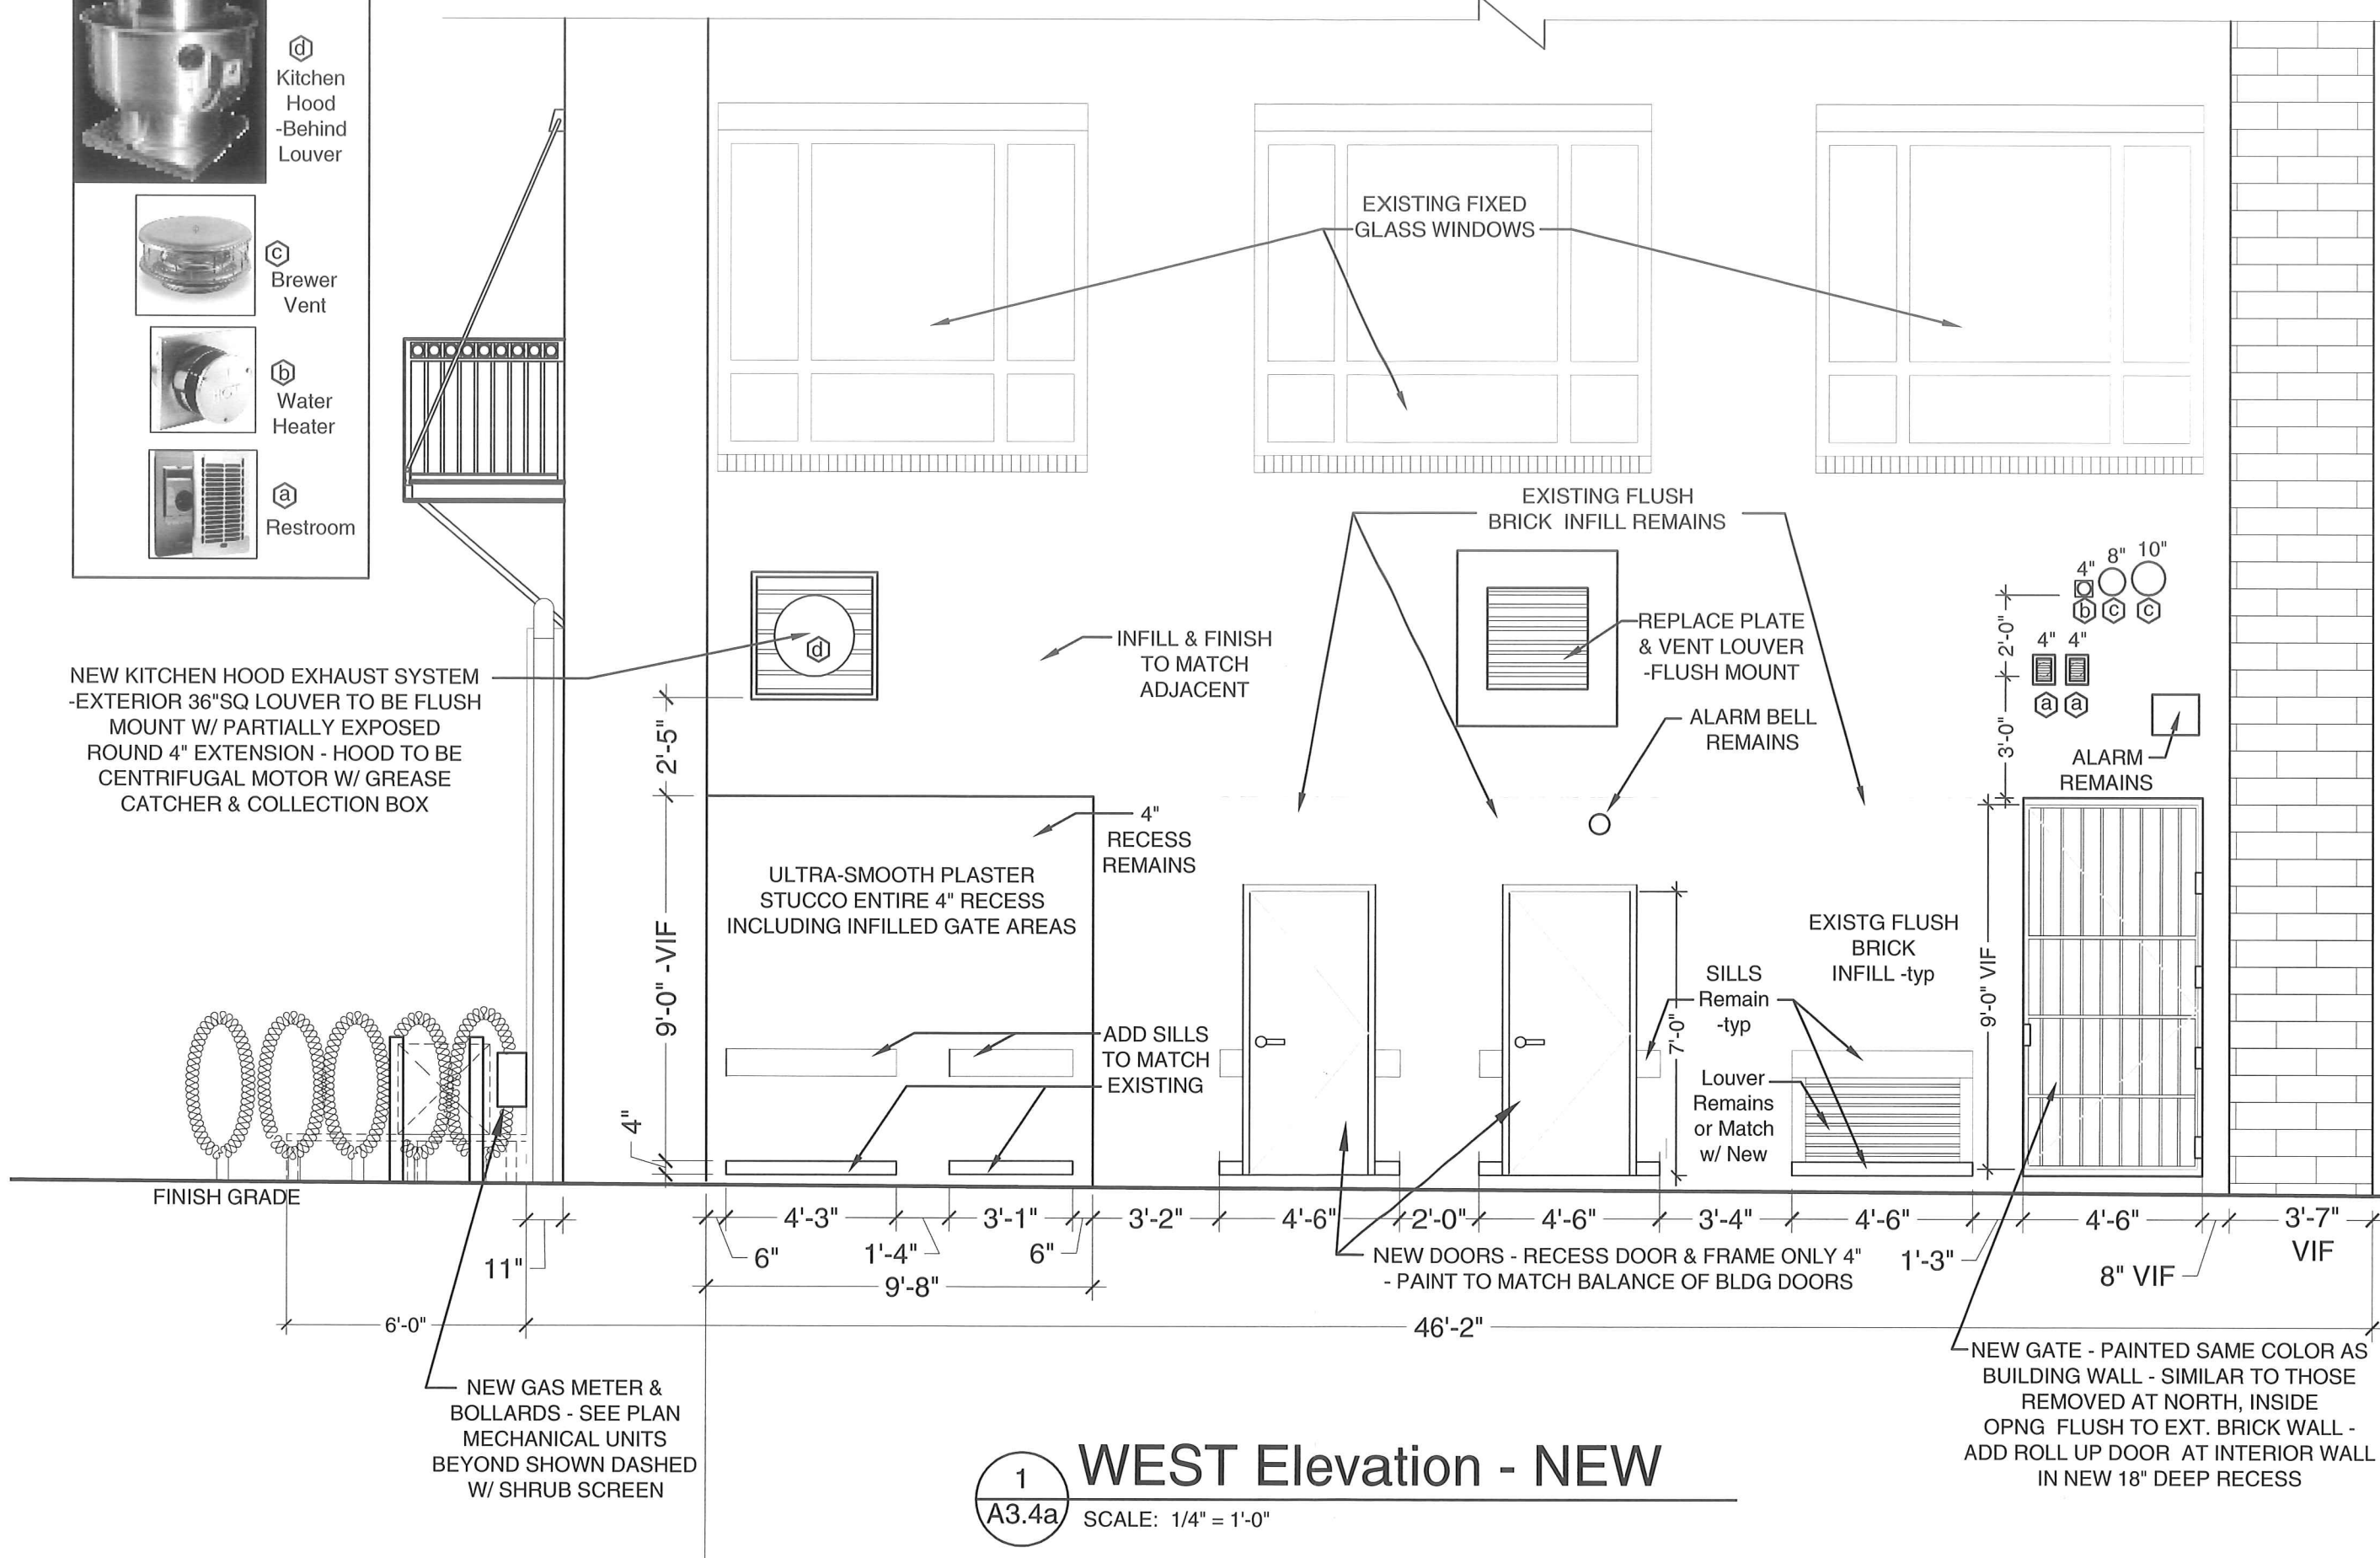 d
Kitchen
Hood
-Behind
Louver
c
Brewer
Vent
b
Water
Heater
a
Restroom
EXISTING FIXED
GLASS WINDOWS
EXISTING FLUSH
BRICK INFILL REMAINS
NEW KITCHEN HOOD EXHAUST SYSTEM
-EXTERIOR 36"SQ LOUVER TO BE FLUSH
MOUNT W/ PARTIALLY EXPOSED
ROUND 4" EXTENSION - HOOD TO BE
CENTRIFUGAL MOTOR W/ GREASE
CATCHER & COLLECTION BOX
d
INFILL & FINISH
TO MATCH
ADJACENT
REPLACE PLATE
& VENT LOUVER
-FLUSH MOUNT
ALARM BELL
REMAINS
4" 8" 10"
b c c
2'-0"
4" 4"
a a
3'-0"
ALARM
REMAINS
2'-5"
9'-0" -VIF
4"
4"
RECESS
REMAINS
ULTRA-SMOOTH PLASTER
STUCCO ENTIRE 4" RECESS
INCLUDING INFILLED GATE AREAS
ADD SILLS
TO MATCH
EXISTING
7'-0"
SILLS
Remain
-typ
Louver
Remains
or Match
w/ New
EXISTG FLUSH
BRICK
INFILL -typ
9'-0" VIF
FINISH GRADE
11"
6"
4'-3"
1'-4"
3'-1"
6"
3'-2"
4'-6"
2'-0"
4'-6"
3'-4"
4'-6"
1'-3"
4'-6"
8" VIF
3'-7"
VIF
9'-8"
NEW DOORS - RECESS DOOR & FRAME ONLY 4"
- PAINT TO MATCH BALANCE OF BLDG DOORS
6'-0"
46'-2"
NEW GAS METER &
BOLLARDS - SEE PLAN
MECHANICAL UNITS
BEYOND SHOWN DASHED
W/ SHRUB SCREEN
NEW GATE - PAINTED SAME COLOR AS
BUILDING WALL - SIMILAR TO THOSE
REMOVED AT NORTH, INSIDE
OPNG FLUSH TO EXT. BRICK WALL -
ADD ROLL UP DOOR AT INTERIOR WALL
IN NEW 18" DEEP RECESS
1
A3.4a
WEST Elevation - NEW
SCALE: 1/4" = 1'-0"